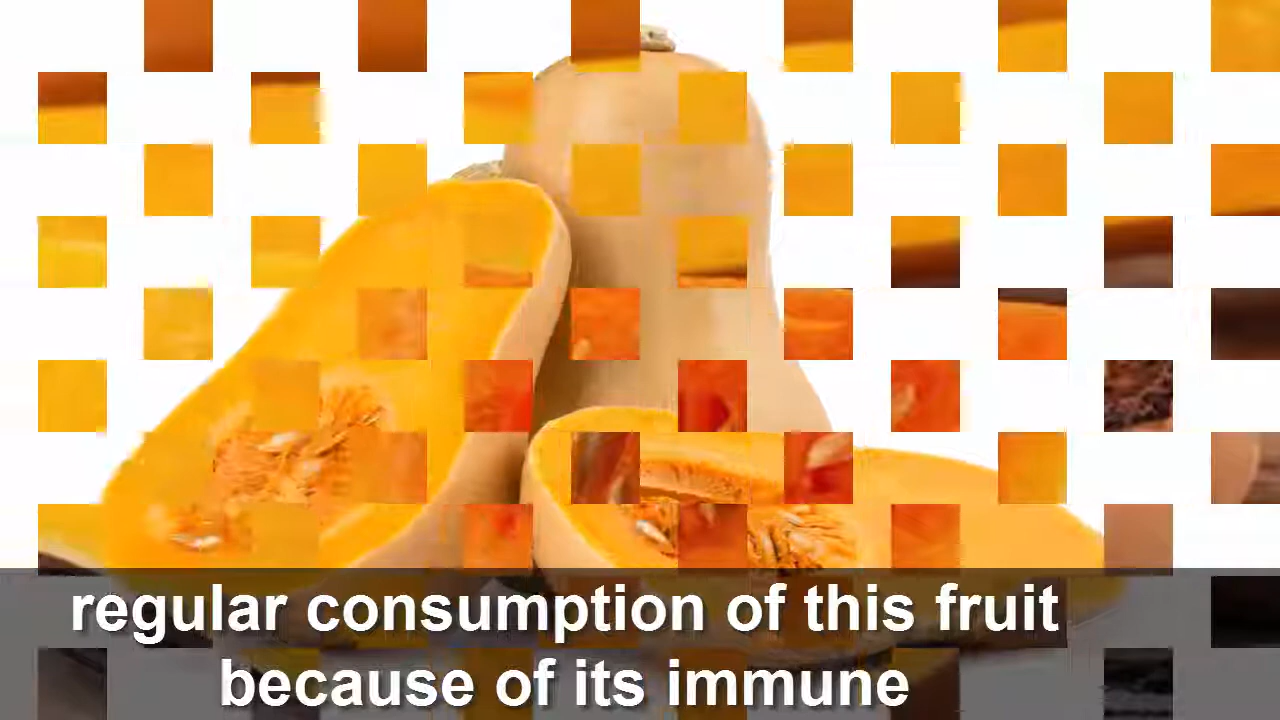 regular consumption of this fruit
because of its immune